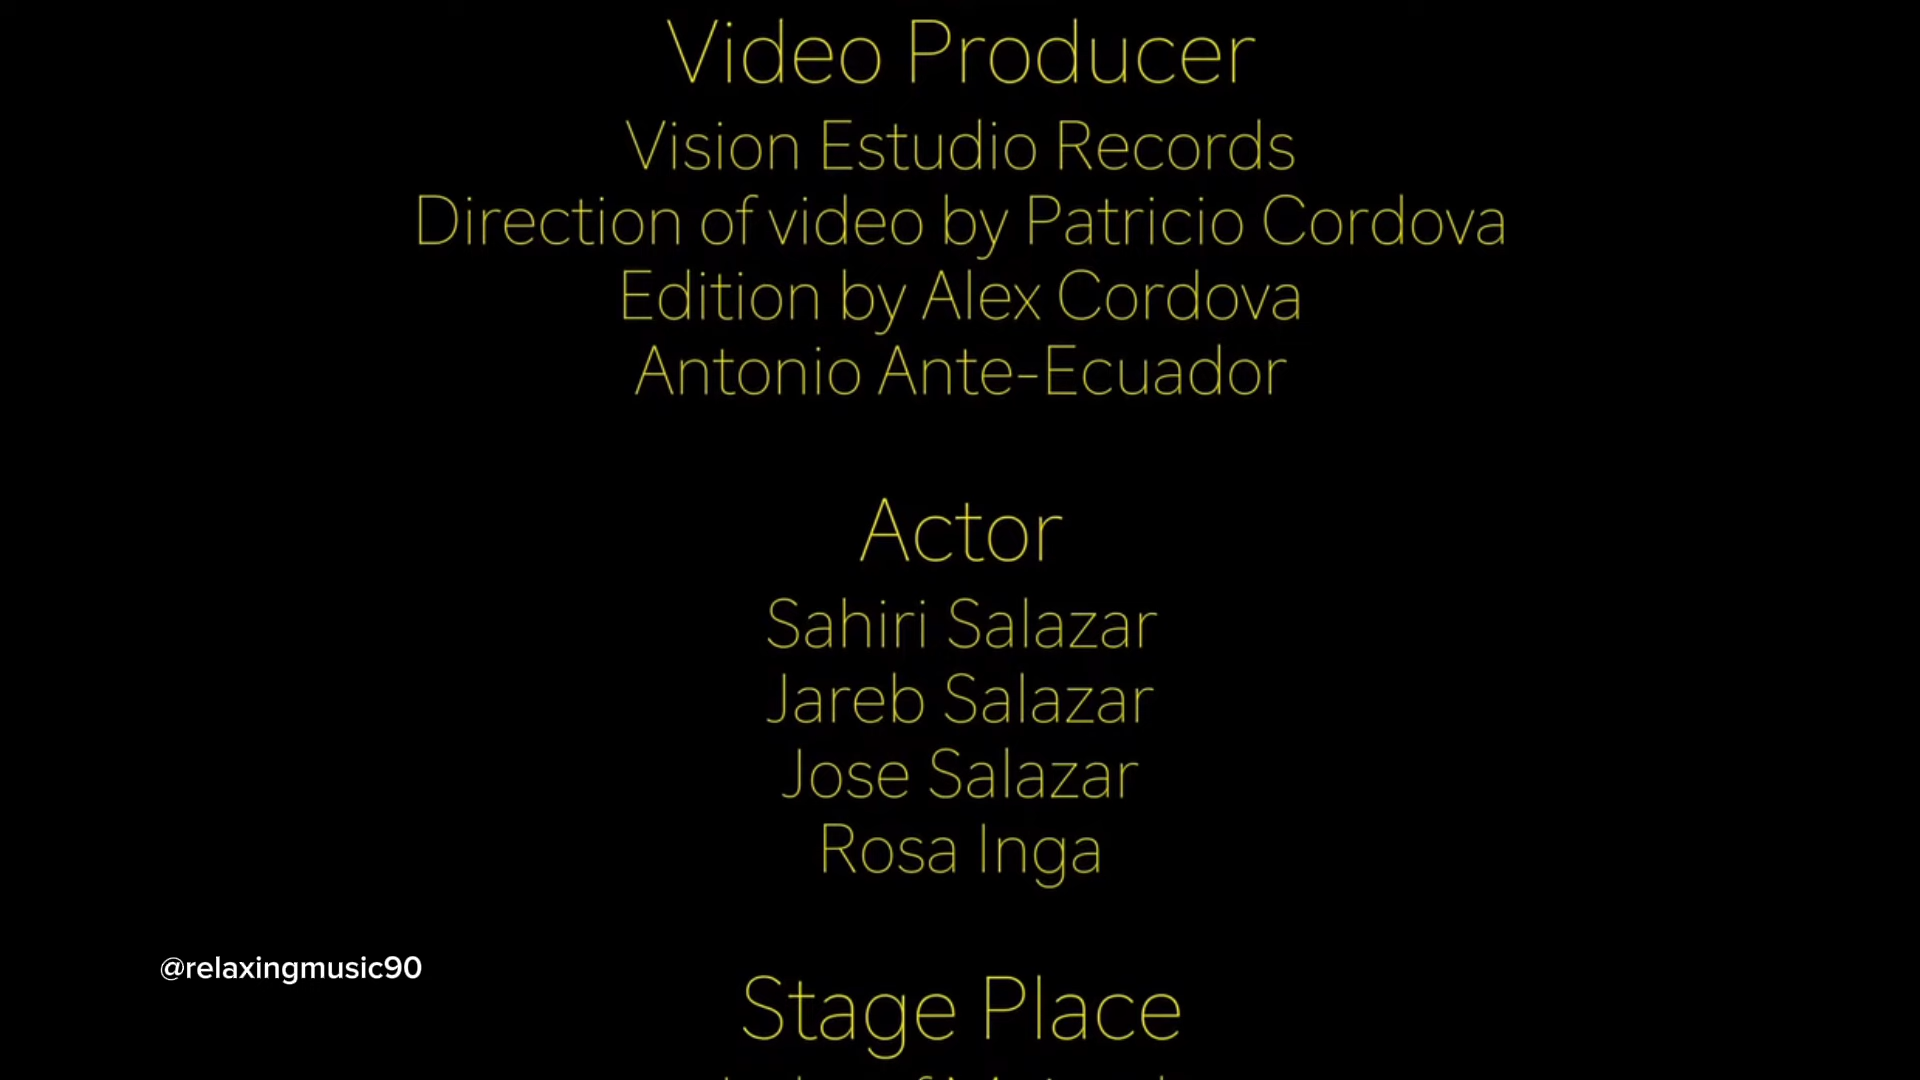 Video Producer
Vision Estudio Records
Direction of video by Patricio Cordova
Edition by Alex Cordova
Antonio Ante-Ecuador
Actor
Sahiri Salazar
Jareb Salazar
Jose Salazar
Rosa Inga
@relaxingmusic90
Stage Place